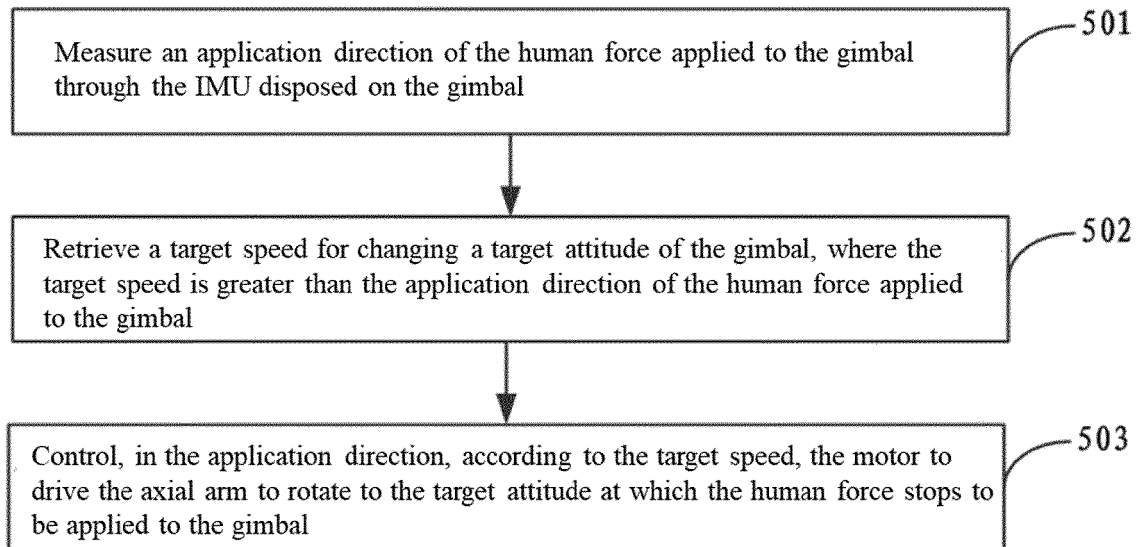 501
Measure an application direction of the human force applied to the gimbal
through the IMU disposed on the gimbal
502
Retrieve a target speed for changing a target attitude of the gimbal, where the
target speed is greater than the application direction of the human force applied
to the gimbal
503
Control, in the application direction, according to the target speed, the motor to
drive the axial arm to rotate to the target attitude at which the human force stops to
be applied to the gimbal